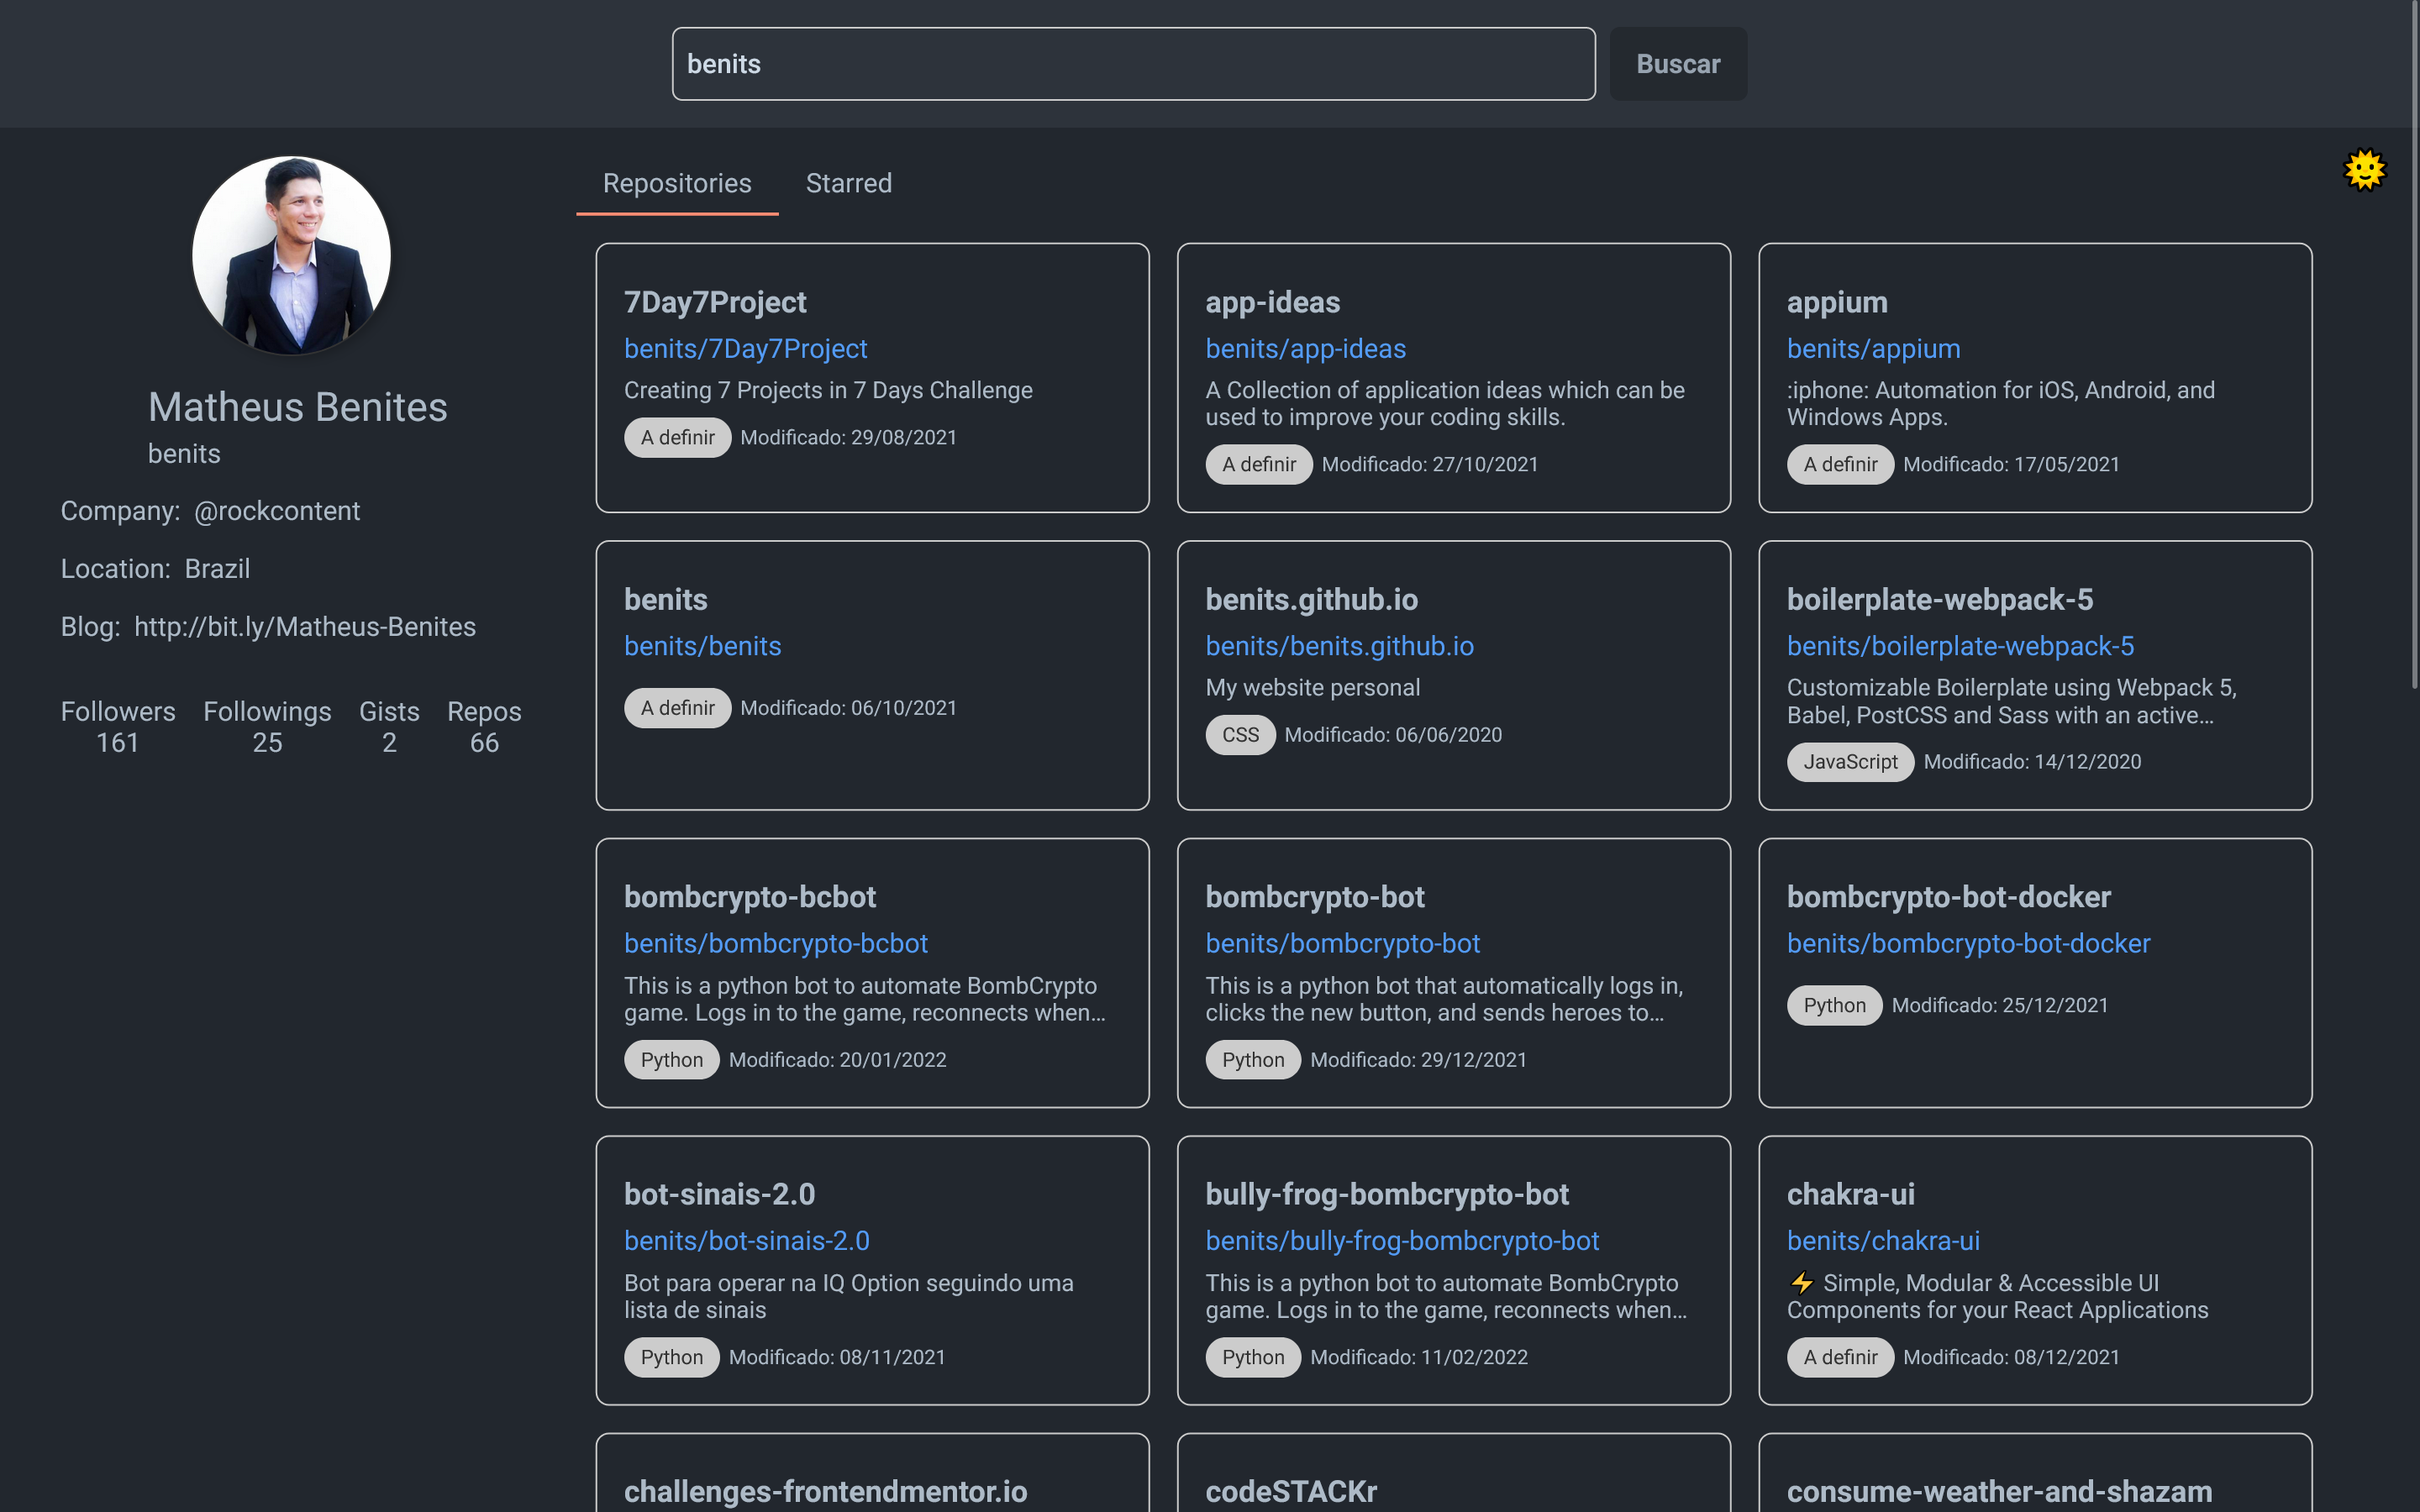 benits
Buscar
Matheus Benites
benits
Company: @rockcontent
Location: Brazil
Blog: http://bit.ly/Matheus-Benites
Followers Followings Gists Repos
161 25 2 66
Repositories Starred
7Day7Project
benits/7Day7Project
Creating 7 Projects in 7 Days Challenge
A definir Modificado: 29/08/2021
app-ideas
benits/app-ideas
A Collection of application ideas which can be
used to improve your coding skills.
A definir Modificado: 27/10/2021
appium
benits/appium
:iphone: Automation for iOS, Android, and
Windows Apps.
A definir Modificado: 17/05/2021
benits
benits/benits
A definir Modificado: 06/10/2021
benits.github.io
benits/benits.github.io
My website personal
CSS Modificado: 06/06/2020
boilerplate-webpack-5
benits/boilerplate-webpack-5
Customizable Boilerplate using Webpack 5,
Babel, PostCSS and Sass with an active...
JavaScript Modificado: 14/12/2020
bombcrypto-bcbot
benits/bombcrypto-bcbot
This is a python bot to automate BombCrypto
game. Logs in to the game, reconnects when...
Python Modificado: 20/01/2022
bombcrypto-bot
benits/bombcrypto-bot
This is a python bot that automatically logs in,
clicks the new button, and sends heroes to...
Python Modificado: 29/12/2021
bombcrypto-bot-docker
benits/bombcrypto-bot-docker
Python Modificado: 25/12/2021
bot-sinais-2.0
benits/bot-sinais-2.0
Bot para operar na IQ Option seguindo uma
lista de sinais
Python Modificado: 08/11/2021
bully-frog-bombcrypto-bot
benits/bully-frog-bombcrypto-bot
This is a python bot to automate BombCrypto
game. Logs in to the game, reconnects when...
Python Modificado: 11/02/2022
chakra-ui
benits/chakra-ui
⚡ Simple, Modular & Accessible UI
Components for your React Applications
A definir Modificado: 08/12/2021
challenges-frontendmentor.io
codeSTACKr
consume-weather-and-shazam